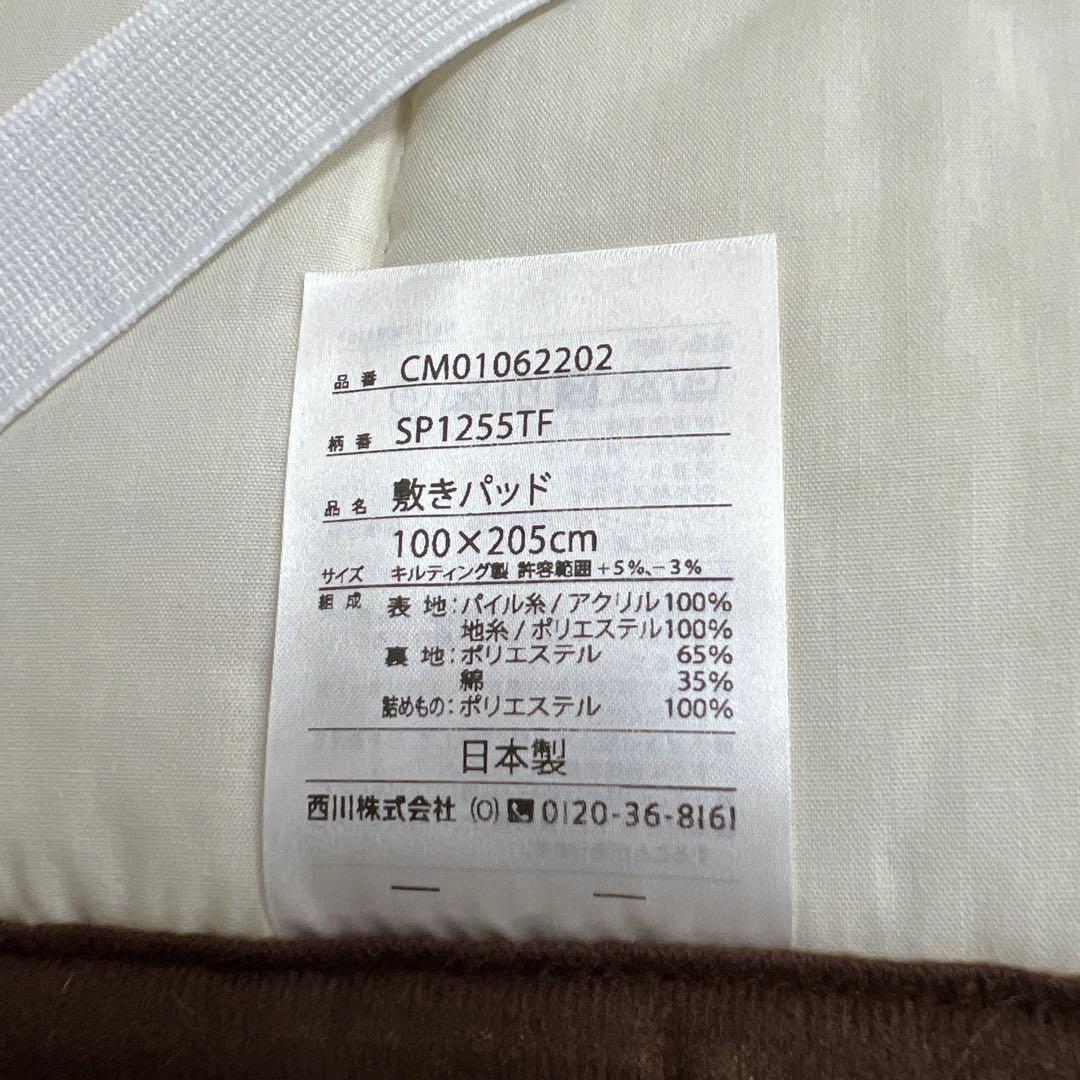 品番 CM01062202
柄番 SP1255TF
品名 敷きパッド
100×205cm
サイズ キルティング製 許容範囲+5%、-3%
組成 表地:パイル糸/アクリル100%
地糸/ポリエステル100%
裏地:ポリエステル 65%
綿 35%
詰めもの:ポリエステル 100%
日本製
西川株式会社 (O) 0120-36-8161